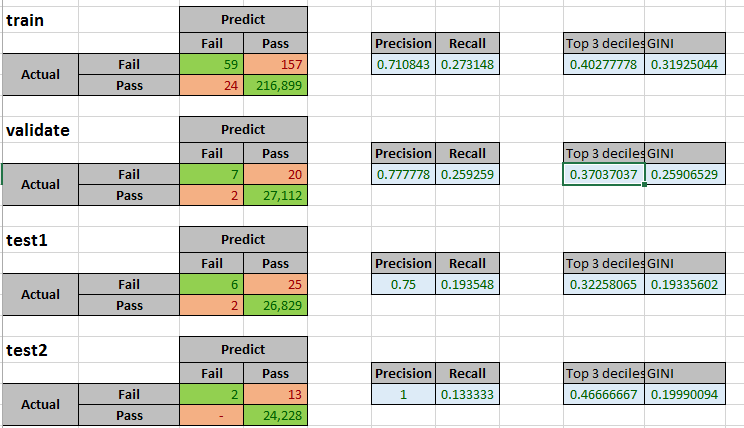 train Predict
Fail Pass Precision Recall Top 3 deciles GINI
Actual Fail 59 157 0.710843 0.273148 0.40277778 0.31925044
Pass 24 216,899
validate Predict
Fail Pass Precision Recall Top 3 deciles GINI
Actual Fail 7 20 0.777778 0.259259 0.37037037 0.25906529
Pass 2 27,112
test1 Predict
Fail Pass Precision Recall Top 3 deciles GINI
Actual Fail 6 25 0.75 0.193548 0.32258065 0.19335602
Pass 2 26,829
test2 Predict
Fail Pass Precision Recall Top 3 deciles GINI
Actual Fail 2 13 1 0.133333 0.46666667 0.19990094
Pass - 24,228